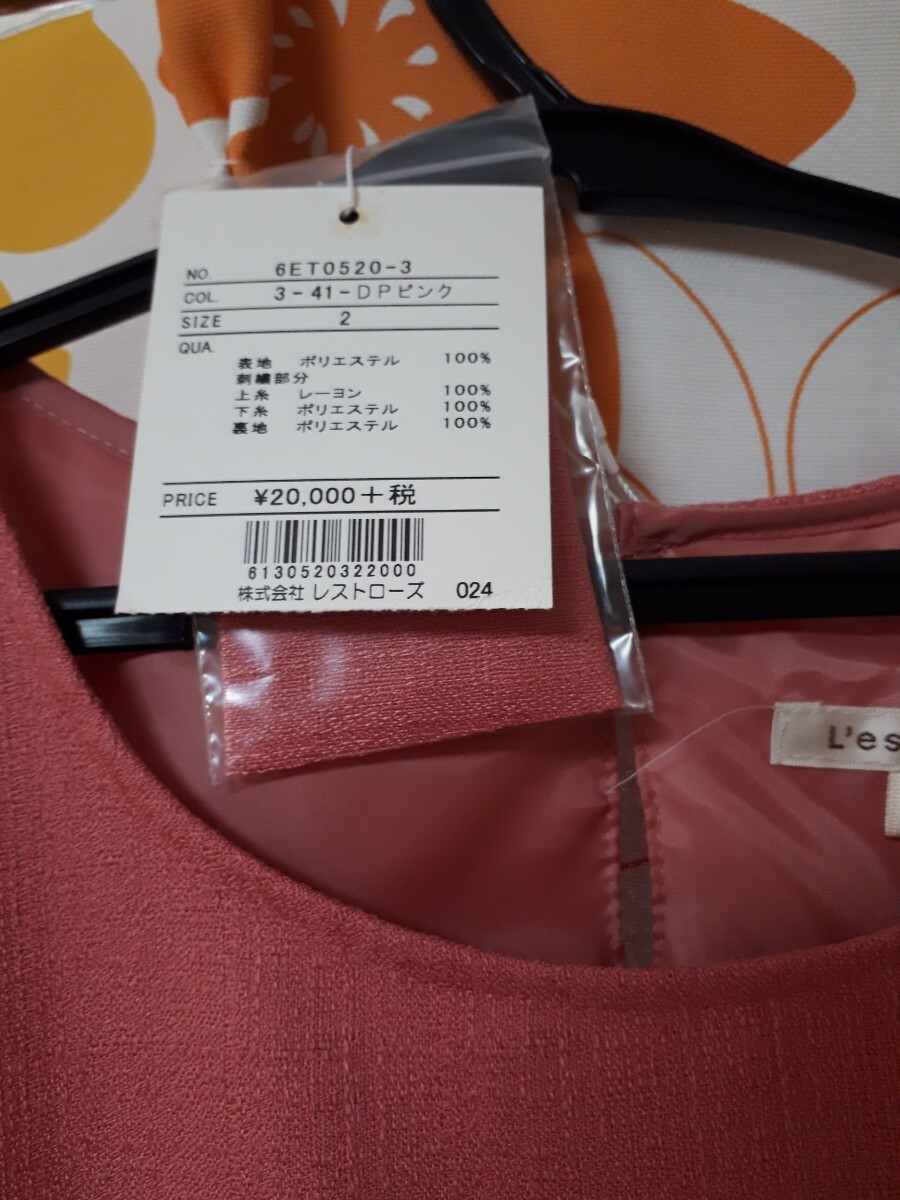 NO. 6ET0520-3
COL. 3-41-DPピンク
SIZE 2
QUA.
表地 ポリエステル 100%
刺繍部分
上糸 レーヨン 100%
下糸 ポリエステル 100%
裏地 ポリエステル 100%
PRICE ¥20,000+税
6130520322000
株式会社 レストローズ 024
L'es